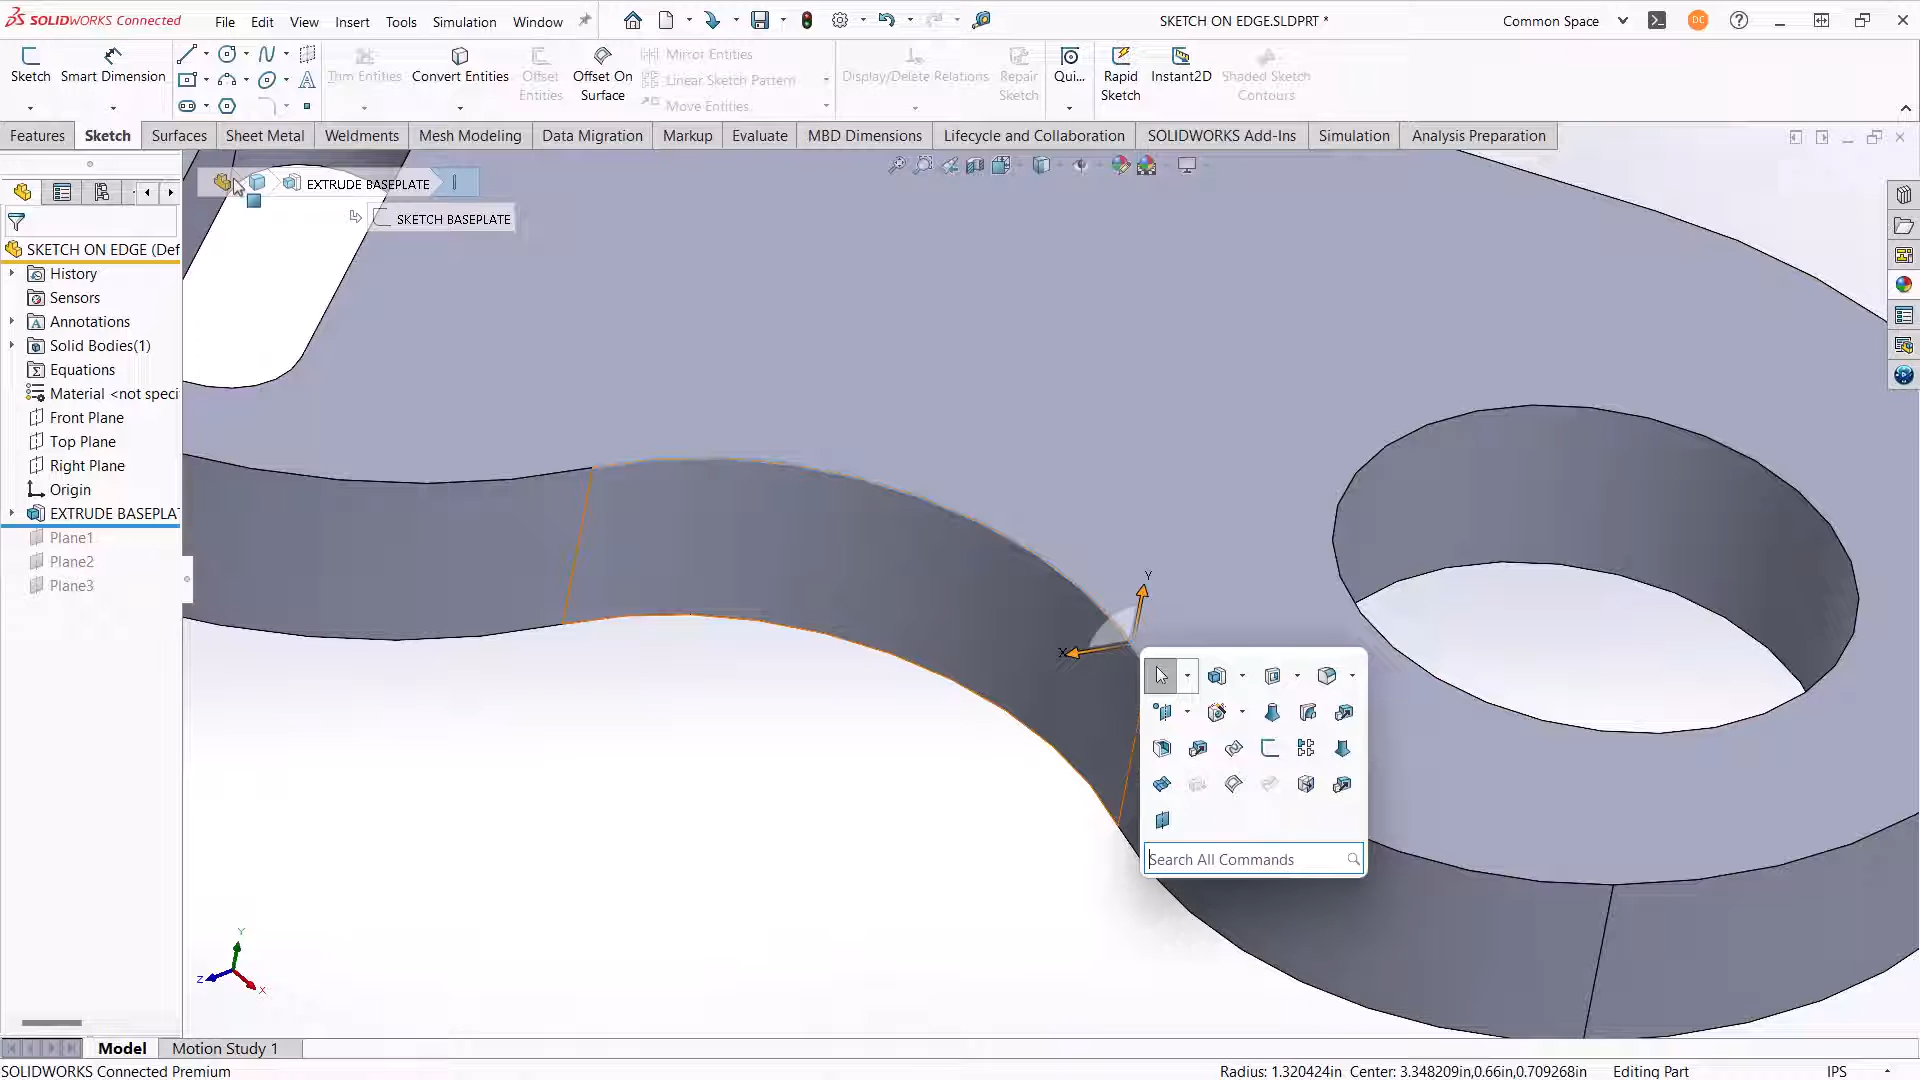 SOLIDWORKS Connected
File Edit View Insert Tools Simulation Window
SKETCH ON EDGE.SLDPRT *
Common Space
DC
Sketch
Smart Dimension
Trim Entities
Convert Entities
Offset Entities
Offset On Surface
Mirror Entities
Linear Sketch Pattern
Move Entities
Display/Delete Relations
Repair Sketch
Qui...
Rapid Sketch
Instant2D
Shaded Sketch Contours
Features Sketch Surfaces Sheet Metal Weldments Mesh Modeling Data Migration Markup Evaluate MBD Dimensions Lifecycle and Collaboration SOLIDWORKS Add-Ins Simulation Analysis Preparation
EXTRUDE BASEPLATE
SKETCH BASEPLATE
SKETCH ON EDGE (Def
History
Sensors
Annotations
Solid Bodies(1)
Equations
Material <not speci
Front Plane
Top Plane
Right Plane
Origin
EXTRUDE BASEPLA
Plane1
Plane2
Plane3
Y
X
Search All Commands
Y
Z
X
Model
Motion Study 1
SOLIDWORKS Connected Premium
Radius: 1.320424in Center: 3.348209in,0.66in,0.709268in
Editing Part
IPS